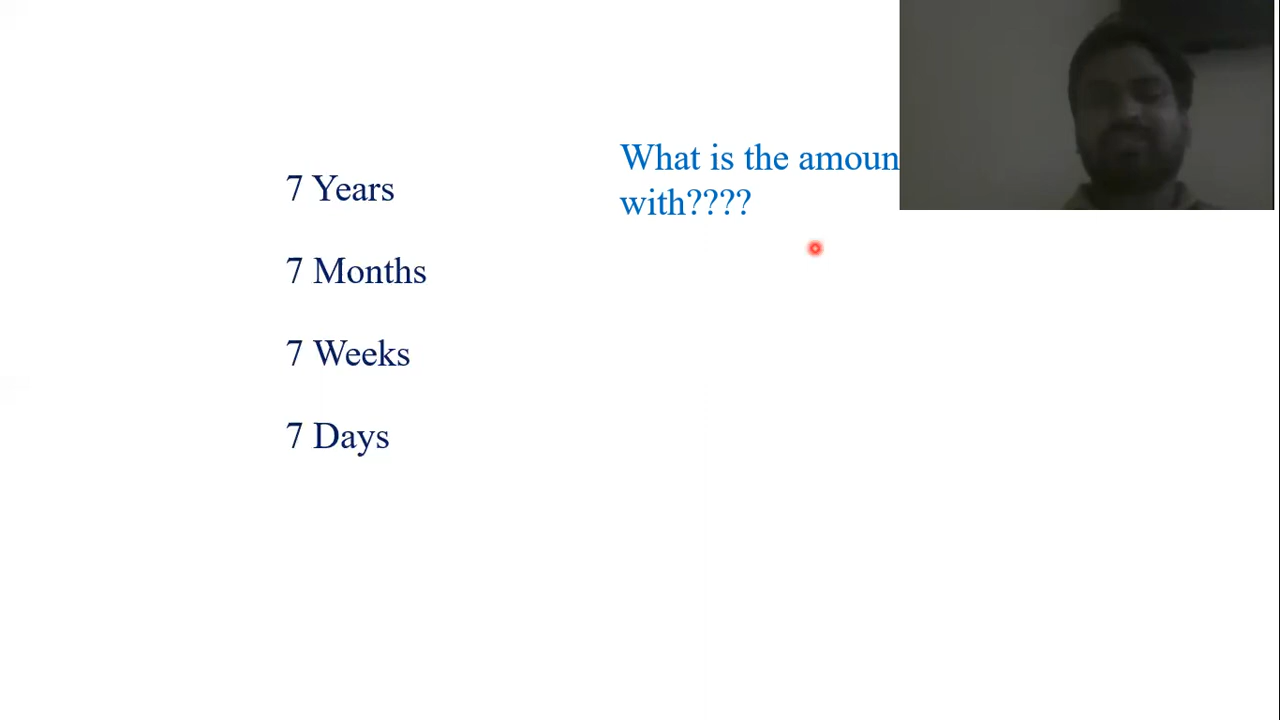 7 Years
7 Months
7 Weeks
7 Days
What is the amoun
with????